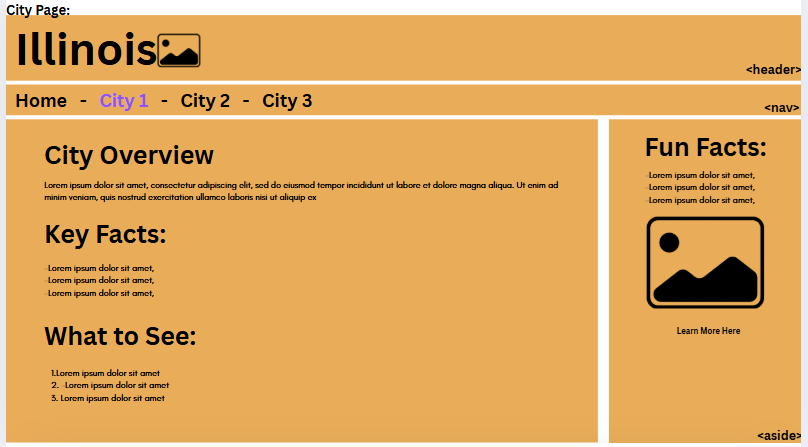 City Page:
Illinois
<header>
Home - City 1 - City 2 - City 3
<nav>
City Overview
Lorem ipsum dolor sit amet, consectetur adipiscing elit, sed do eiusmod tempor incididunt ut labore et dolore magna aliqua. Ut enim ad
minim veniam, quis nostrud exercitation ullamco laboris nisi ut aliquip ex
Key Facts:
-Lorem ipsum dolor sit amet,
-Lorem ipsum dolor sit amet,
-Lorem ipsum dolor sit amet,
What to See:
1.Lorem ipsum dolor sit amet
2. -Lorem ipsum dolor sit amet
3. Lorem ipsum dolor sit amet
Fun Facts:
-Lorem ipsum dolor sit amet,
-Lorem ipsum dolor sit amet,
-Lorem ipsum dolor sit amet,
Learn More Here
<aside>